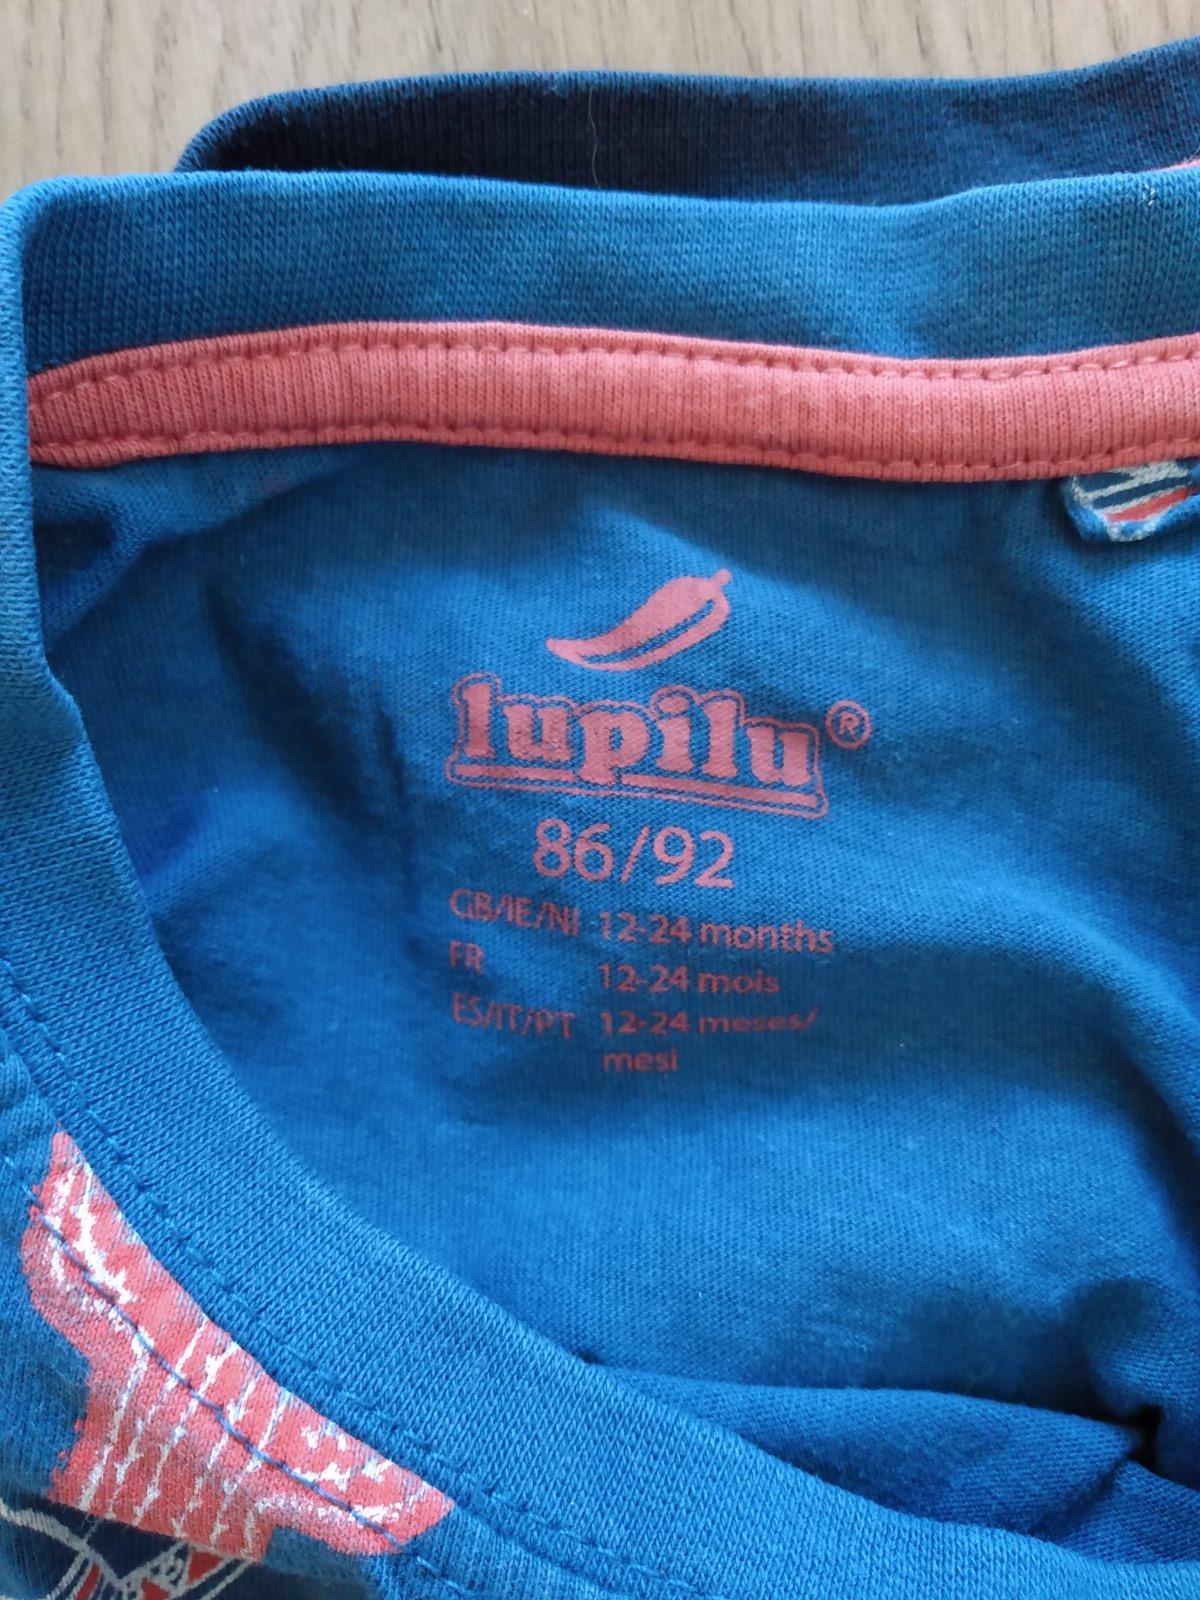 lupilu®
86/92
GB/IE/NI 12-24 months
FR 12-24 mois
ES/IT/PT 12-24 meses/
mesi